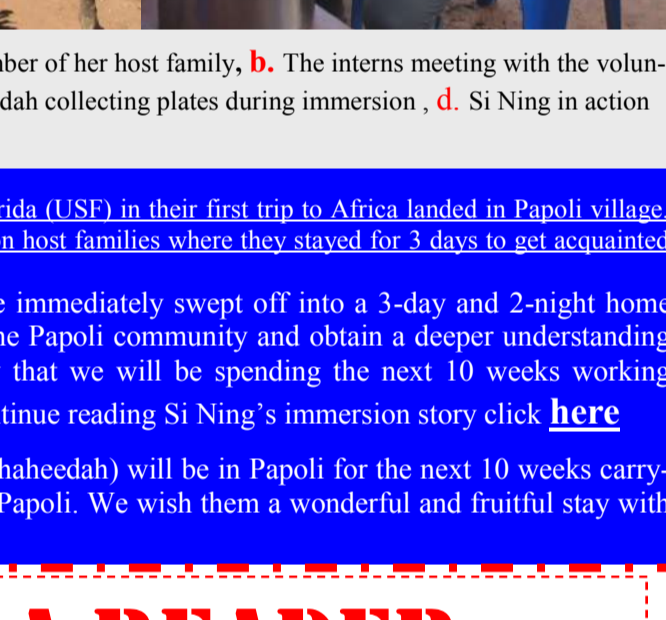 ber of her host family, b. The interns meeting with the volun-
dah collecting plates during immersion , d. Si Ning in action
rida (USF) in their first trip to Africa landed in Papoli village.
n host families where they stayed for 3 days to get acquainted
e immediately swept off into a 3-day and 2-night home
he Papoli community and obtain a deeper understanding
that we will be spending the next 10 weeks working
tinue reading Si Ning’s immersion story click here
haheedah) will be in Papoli for the next 10 weeks carry-
Papoli. We wish them a wonderful and fruitful stay with
A READER